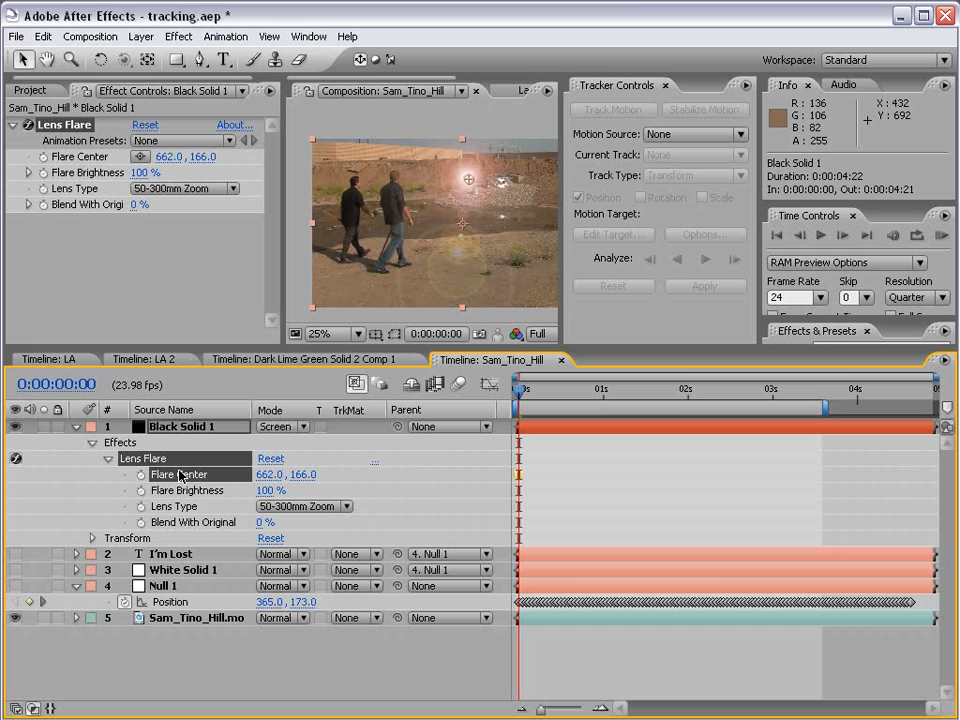 Adobe After Effects - tracking.aep *
File Edit Composition Layer Effect Animation View Window Help
Workspace: Standard
Project Effect Controls: Black Solid 1
Sam_Tino_Hill * Black Solid 1
Lens Flare Reset About...
Animation Presets: None
Flare Center 662.0, 166.0
Flare Brightness 100 %
Lens Type 50-300mm Zoom
Blend With Origi 0 %
Composition: Sam_Tino_Hill La
25% 0:00:00:00 Full
Tracker Controls
Track Motion Stabilize Motion
Motion Source: None
Current Track: None
Track Type: Transform
Position Rotation Scale
Motion Target:
Edit Target... Options...
Analyze:
Reset Apply
Info Audio
R : 136 X : 432
G : 106 Y : 692
B : 82
A : 255
Black Solid 1
Duration: 0:00:04:22
In: 0:00:00:00, Out: 0:00:04:21
Time Controls
RAM Preview Options
Frame Rate Skip Resolution
24 0 Quarter
Effects & Presets
Timeline: LA Timeline: LA 2 Timeline: Dark Lime Green Solid 2 Comp 1 Timeline: Sam_Tino_Hill
0:00:00:00 (23.98 fps)
0s 01s 02s 03s 04s
# Source Name Mode T TrkMat Parent
1 Black Solid 1 Screen None
Effects
Lens Flare Reset ...
Flare Center 662.0, 166.0
Flare Brightness 100 %
Lens Type 50-300mm Zoom
Blend With Original 0 %
Transform Reset
2 T I'm Lost Normal None 4. Null 1
3 White Solid 1 Normal None 4. Null 1
4 Null 1 Normal None None
Position 365.0, 173.0
5 Sam_Tino_Hill.mo Normal None None